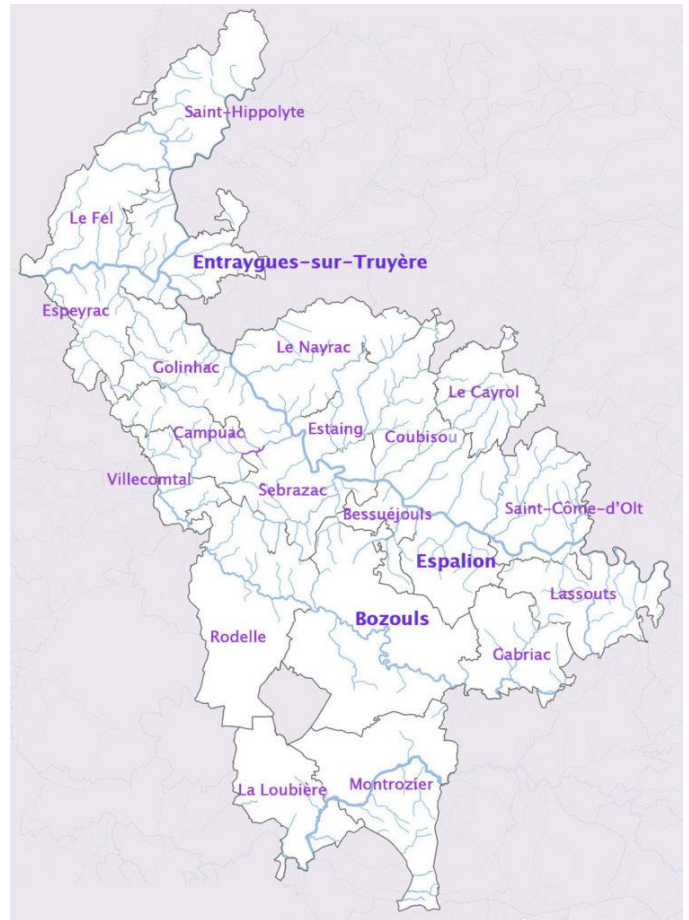 Saint-Hippolyte
Le Fel
Entraygues-sur-Truyère
Espeyrac
Le Nayrac
Golinhac
Le Cayrol
Estaing
Campuac
Coubisou
Villecomtal
Sebrazac
Saint-Côme-d'Olt
Bessuéjouls
Espalion
Lassouts
Bozouls
Rodelle
Gabriac
Montrozier
La Loubière